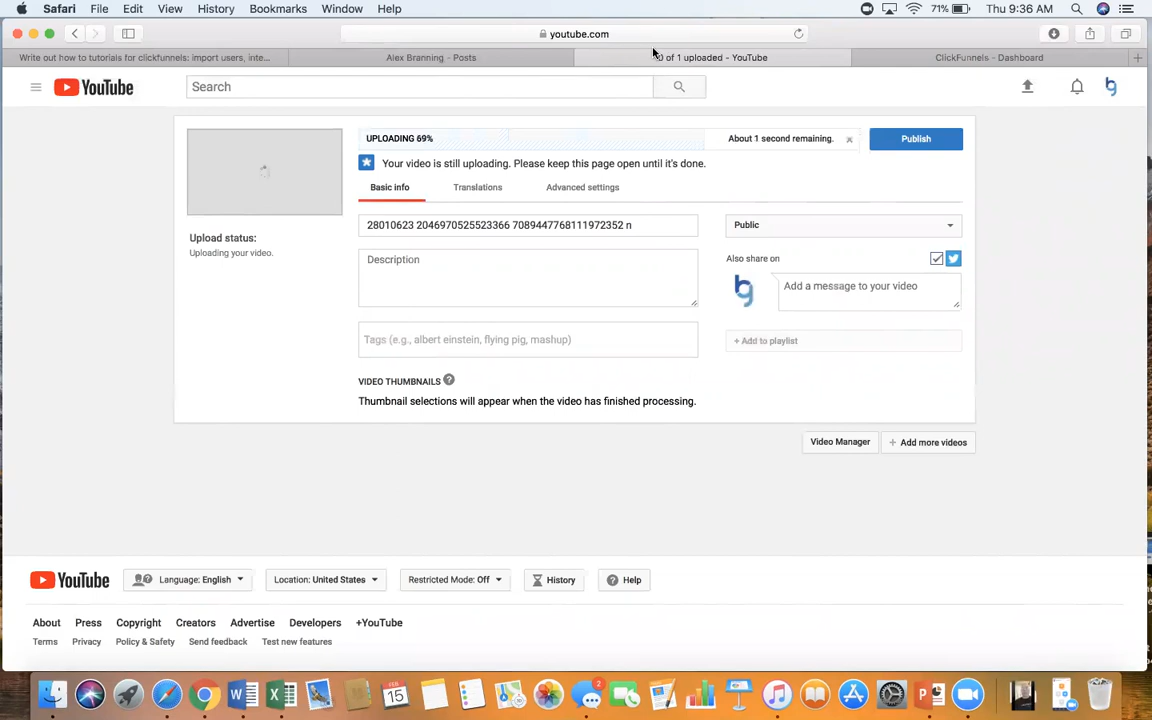 Safari File Edit View History Bookmarks Window Help 71% Thu 9:36 AM
youtube.com
Write out how to tutorials for clickfunnels: import users, inte... Alex Branning - Posts 0 of 1 uploaded - YouTube ClickFunnels - Dashboard
YouTube Search
UPLOADING 69% About 1 second remaining. Publish
Your video is still uploading. Please keep this page open until it's done.
Basic info Translations Advanced settings
28010623 2046970525523366 7089447768111972352 n Public
Upload status:
Uploading your video.
Description
Also share on
Add a message to your video
Tags (e.g., albert einstein, flying pig, mashup) + Add to playlist
VIDEO THUMBNAILS ?
Thumbnail selections will appear when the video has finished processing.
Video Manager + Add more videos
YouTube Language: English Location: United States Restricted Mode: Off History Help
About Press Copyright Creators Advertise Developers +YouTube
Terms Privacy Policy & Safety Send feedback Test new features
15
2